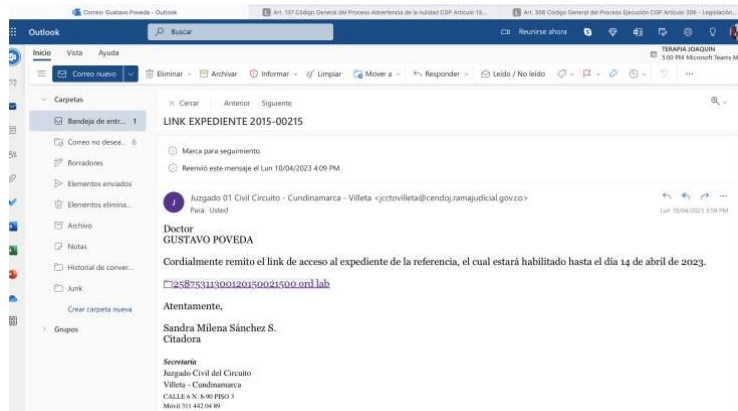 Correo: Gustavo Poveda - Outlook
Art. 137 Código General del Proceso Advertencia de la nulidad CGP Artículo 13...
Art. 306 Código General del Proceso Ejecución CGP Artículo 306 - Legislación...
Outlook
Buscar
Reunirse ahora
Inicio Vista Ayuda
TERAPIA JOAQUIN
5:00 PM Microsoft Teams M
Correo nuevo
Eliminar
Archivar
Informar
Limpiar
Mover a
Responder
Leído / No leído
Carpetas
Bandeja de entr... 1
Correo no desea... 6
Borradores
Elementos enviados
Elementos elimina...
Archivo
Notas
Historial de conver...
Junk
Crear carpeta nueva
Grupos
Cerrar Anterior Siguiente
LINK EXPEDIENTE 2015-00215
Marca para seguimiento.
Reenvió este mensaje el Lun 10/04/2023 4:09 PM.
J
Juzgado 01 Civil Circuito - Cundinamarca - Villeta <jcctovilleta@cendoj.ramajudicial.gov.co>
Para: Usted
Lun 10/04/2023 3:59 PM
Doctor
GUSTAVO POVEDA
Cordialmente remito el link de acceso al expediente de la referencia, el cual estará habilitado hasta el día 14 de abril de 2023.
25875311300120150021500 ord lab
Atentamente,
Sandra Milena Sánchez S.
Citadora
Secretaría
Juzgado Civil del Circuito
Villeta - Cundinamarca
CALLE 6 N. 8-90 PISO 3
Móvil 311 442 04 89